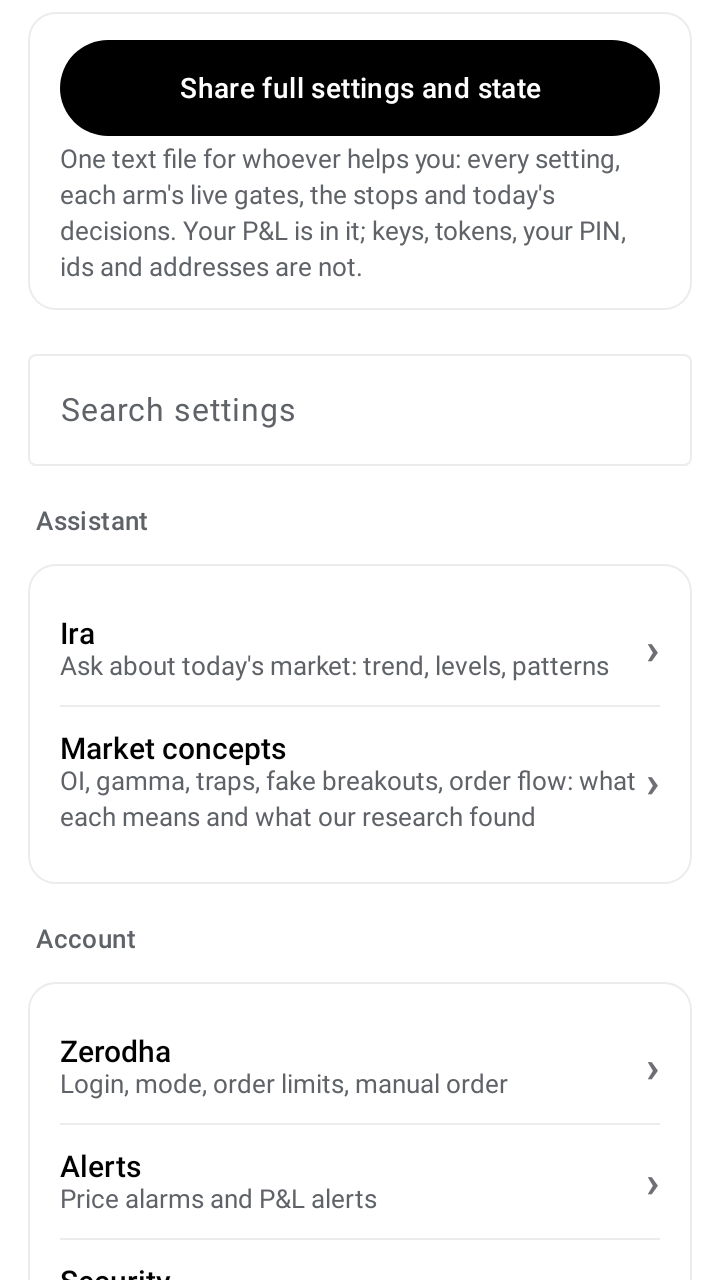 Share full settings and state
One text file for whoever helps you: every setting,
each arm's live gates, the stops and today's
decisions. Your P&L is in it; keys, tokens, your PIN,
ids and addresses are not.
Search settings
Assistant
Ira
Ask about today's market: trend, levels, patterns
Market concepts
OI, gamma, traps, fake breakouts, order flow: what
each means and what our research found
Account
Zerodha
Login, mode, order limits, manual order
Alerts
Price alarms and P&L alerts
Security